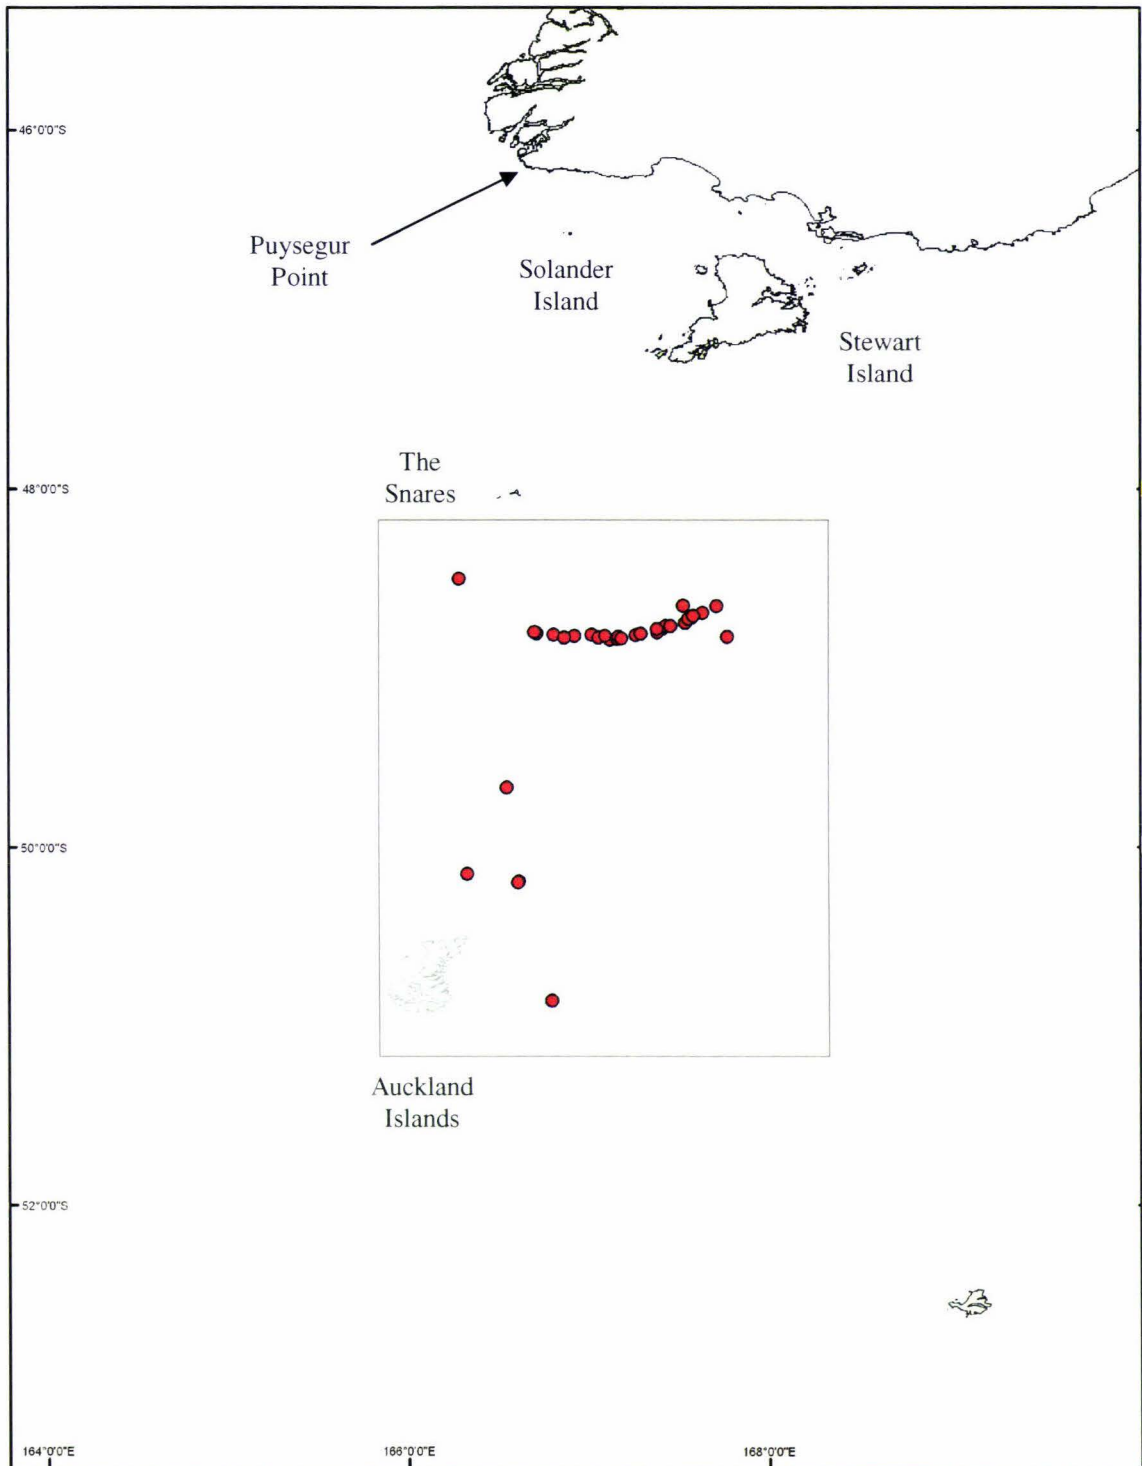 46°0'0"S
Puysegur
Point
Solander
Island
Stewart
Island
The
Snares
48°0'0"S
50°0'0"S
Auckland
Islands
52°0'0"S
164°0'0"E
166°0'0"E
168°0'0"E